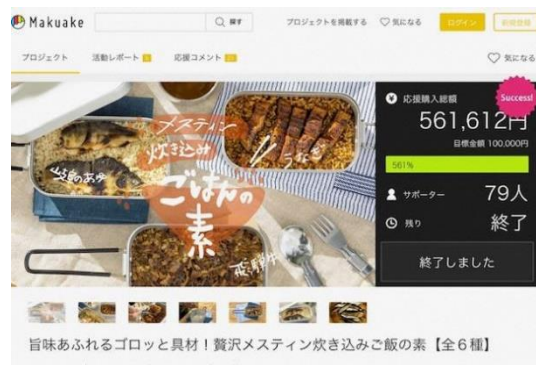 Makuake
探す
プロジェクトを掲載する
気になる
ログイン
新規登録
プロジェクト
活動レポート
応援コメント
気になる
メスティン
炊き込み
ごはんの
素
うなぎ
飛騨牛
Success!
応援購入総額
561,612円
目標金額 100,000円
561%
サポーター
79人
残り
終了
終了しました
旨味あふれるゴロッと具材！贅沢メスティン炊き込みご飯の素【全６種】